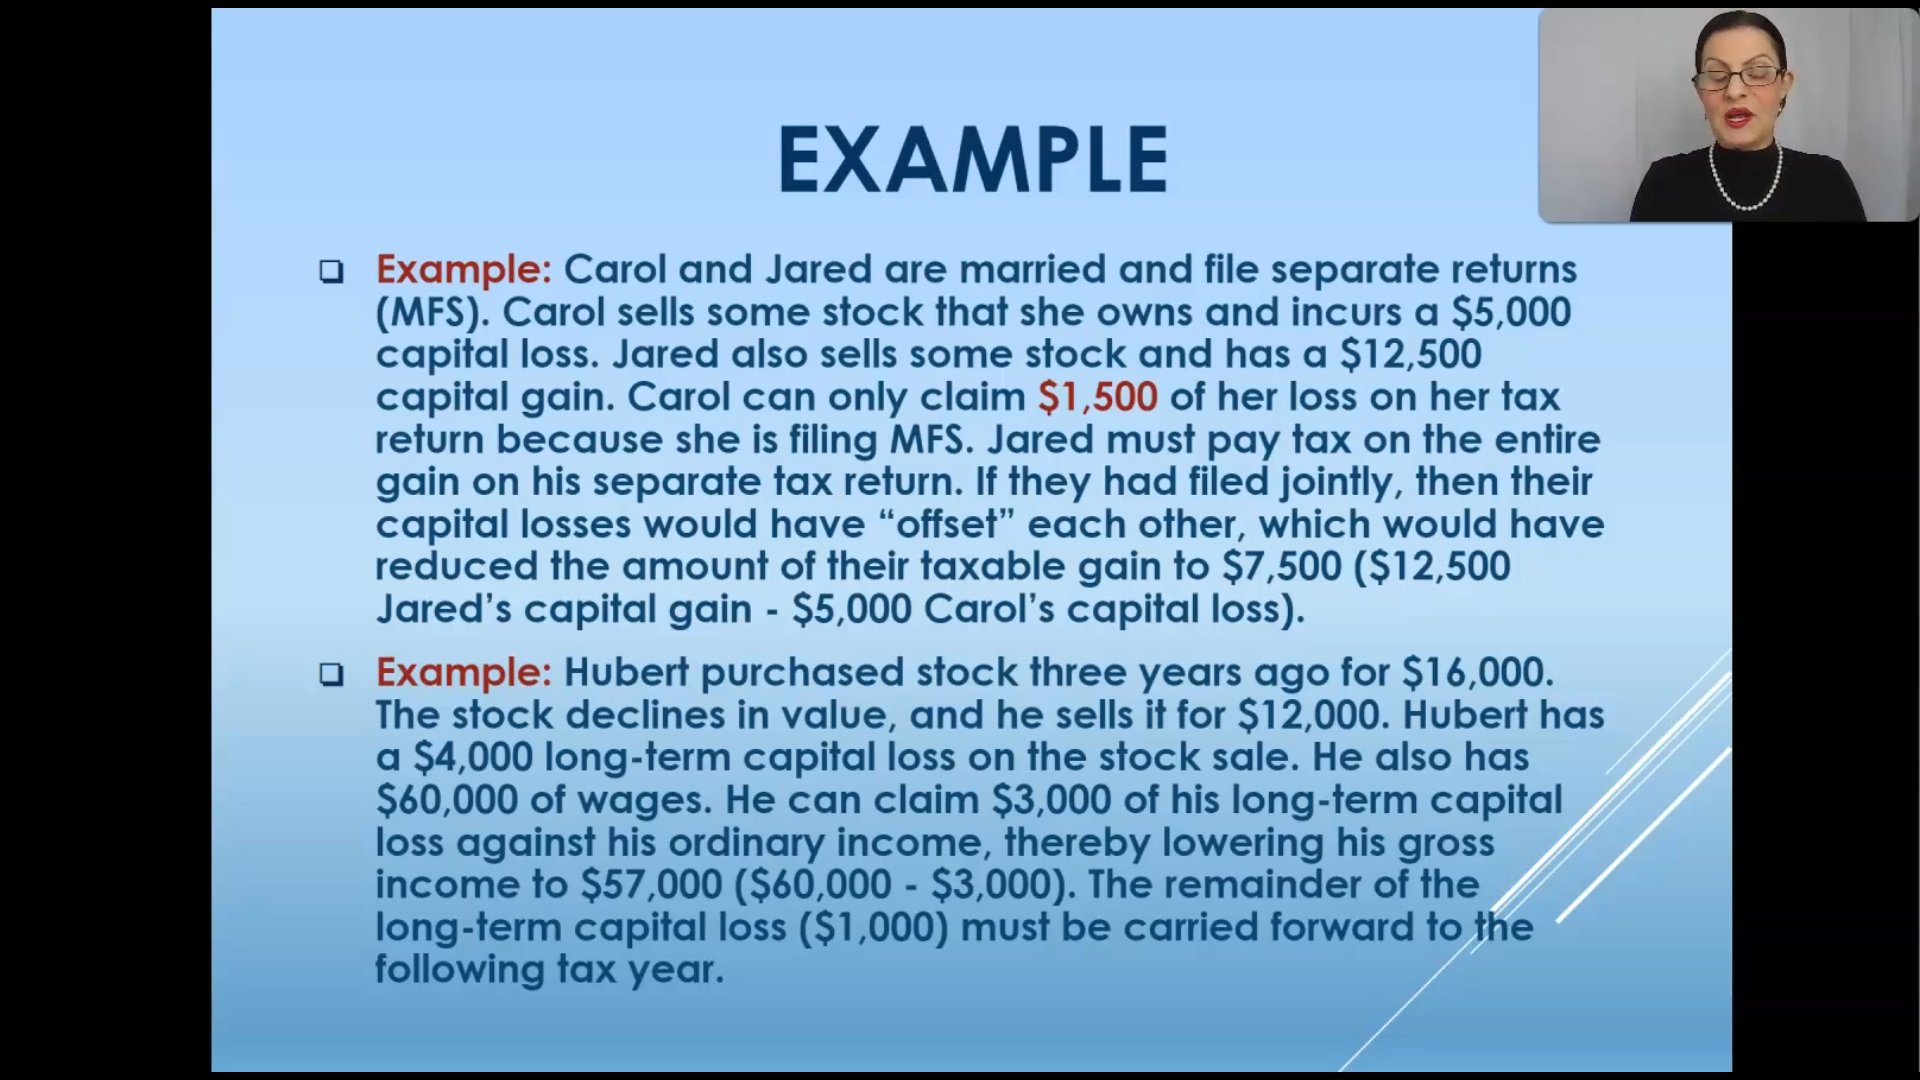 EXAMPLE
Example: Carol and Jared are married and file separate returns
(MFS). Carol sells some stock that she owns and incurs a $5,000
capital loss. Jared also sells some stock and has a $12,500
capital gain. Carol can only claim $1,500 of her loss on her tax
return because she is filing MFS. Jared must pay tax on the entire
gain on his separate tax return. If they had filed jointly, then their
capital losses would have “offset” each other, which would have
reduced the amount of their taxable gain to $7,500 ($12,500
Jared’s capital gain - $5,000 Carol’s capital loss).
Example: Hubert purchased stock three years ago for $16,000.
The stock declines in value, and he sells it for $12,000. Hubert has
a $4,000 long-term capital loss on the stock sale. He also has
$60,000 of wages. He can claim $3,000 of his long-term capital
loss against his ordinary income, thereby lowering his gross
income to $57,000 ($60,000 - $3,000). The remainder of the
long-term capital loss ($1,000) must be carried forward to the
following tax year.